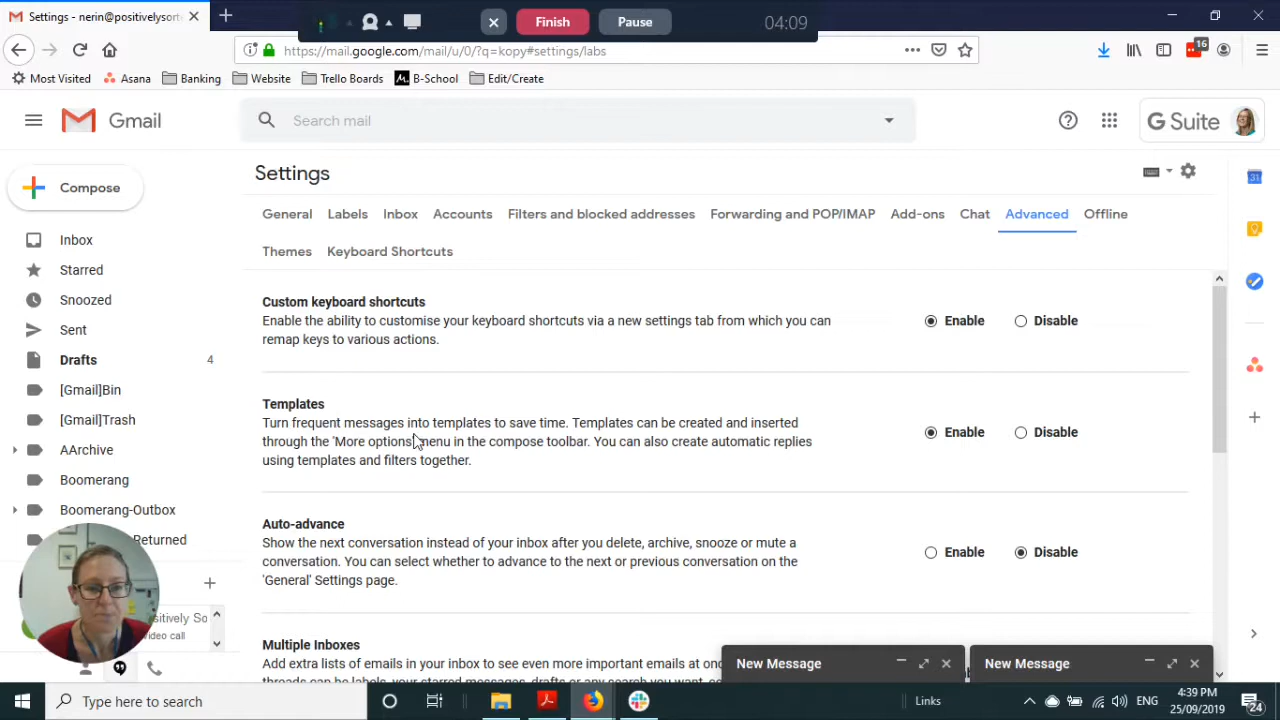 Settings - nerin@positivelysort
Finish
Pause
04:09
https://mail.google.com/mail/u/0/?q=kopy#settings/labs
16
Most Visited
Asana
Banking
Website
Trello Boards
B-School
Edit/Create
Gmail
Search mail
G Suite
Settings
Compose
General
Labels
Inbox
Accounts
Filters and blocked addresses
Forwarding and POP/IMAP
Add-ons
Chat
Advanced
Offline
Themes
Keyboard Shortcuts
Inbox
Starred
Snoozed
Sent
Drafts
4
[Gmail]Bin
[Gmail]Trash
AArchive
Boomerang
Boomerang-Outbox
Returned
ositively So
video call
Custom keyboard shortcuts
Enable the ability to customise your keyboard shortcuts via a new settings tab from which you can
remap keys to various actions.
Enable
Disable
Templates
Turn frequent messages into templates to save time. Templates can be created and inserted
through the 'More options' menu in the compose toolbar. You can also create automatic replies
using templates and filters together.
Enable
Disable
Auto-advance
Show the next conversation instead of your inbox after you delete, archive, snooze or mute a
conversation. You can select whether to advance to the next or previous conversation on the
'General' Settings page.
Enable
Disable
Multiple Inboxes
Add extra lists of emails in your inbox to see even more important emails at
New Message
New Message
31
Type here to search
Links
ENG
4:39 PM
25/09/2019
24